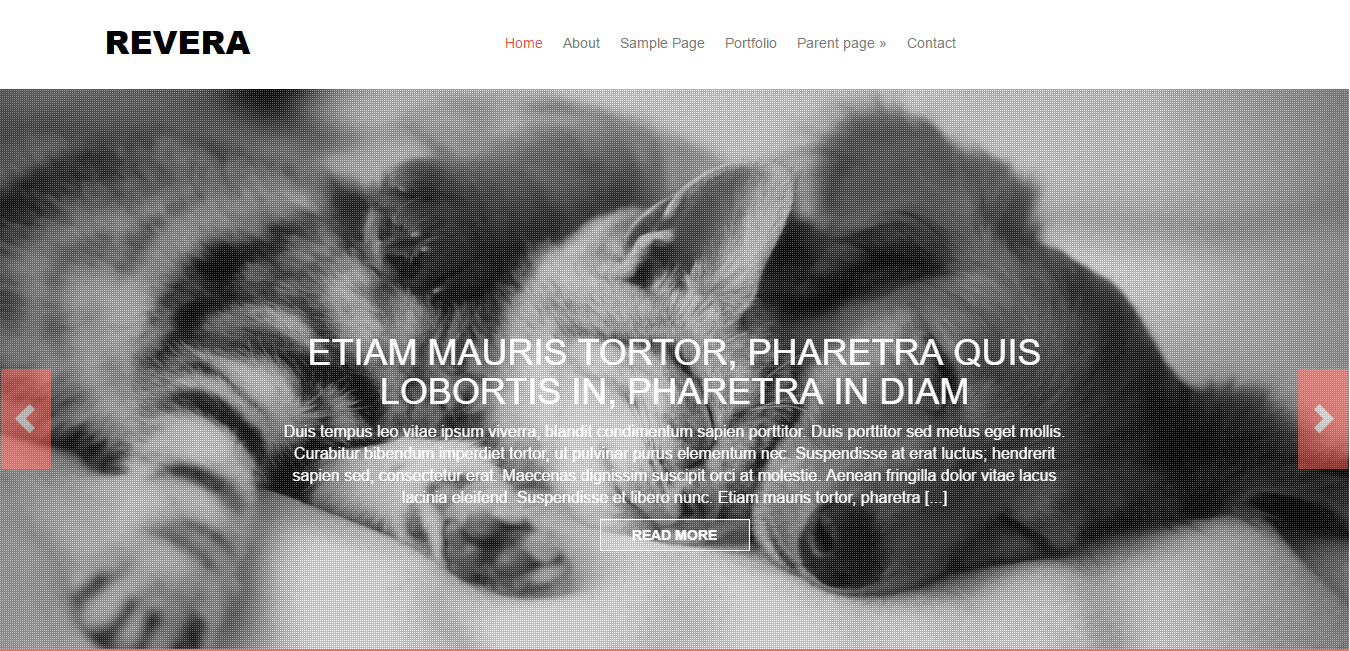 REVERA
Home About Sample Page Portfolio Parent page » Contact
ETIAM MAURIS TORTOR, PHARETRA QUIS
LOBORTIS IN, PHARETRA IN DIAM
Duis tempus leo vitae ipsum viverra, blandit condimentum sapien porttitor. Duis porttitor sed metus eget mollis.
Curabitur bibendum imperdiet tortor, ut pulvinar purus elementum nec. Suspendisse at erat luctus; hendrerit
sapien sed, consectetur erat. Maecenas dignissim suscipit orci at molestie. Aenean fringilla dolor vitae lacus
lacinia eleifend. Suspendisse et libero nunc. Etiam mauris tortor, pharetra [...]
READ MORE